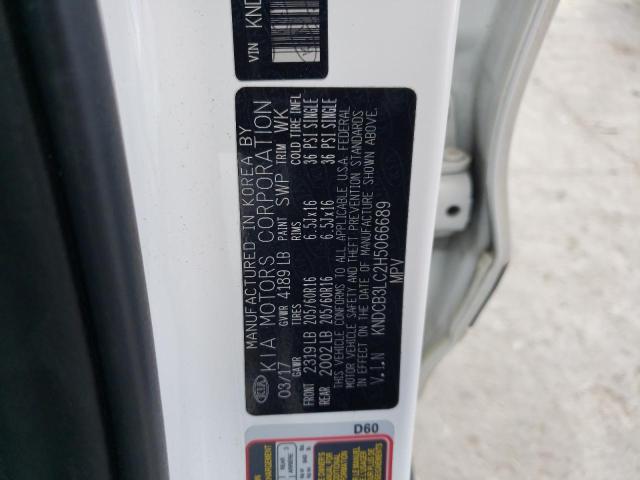 VIN KND
MANUFACTURED IN KOREA BY
KIA MOTORS CORPORATION
03/17 GVWR 4189 LB PAINT SWP TRIM WK
GAWR TIRES RIMS COLD TIRE INFL
FRONT 2319 LB 205/60R16 6.5Jx16 36 PSI SINGLE
REAR 2002 LB 205/60R16 6.5Jx16 36 PSI SINGLE
THIS VEHICLE CONFORMS TO ALL APPLICABLE U.S.A. FEDERAL
MOTOR VEHICLE SAFETY AND THEFT PREVENTION STANDARDS
IN EFFECT ON THE DATE OF MANUFACTURE SHOWN ABOVE.
V.I.N KNDCB3LC2H5066689
MPV
KIA
D60